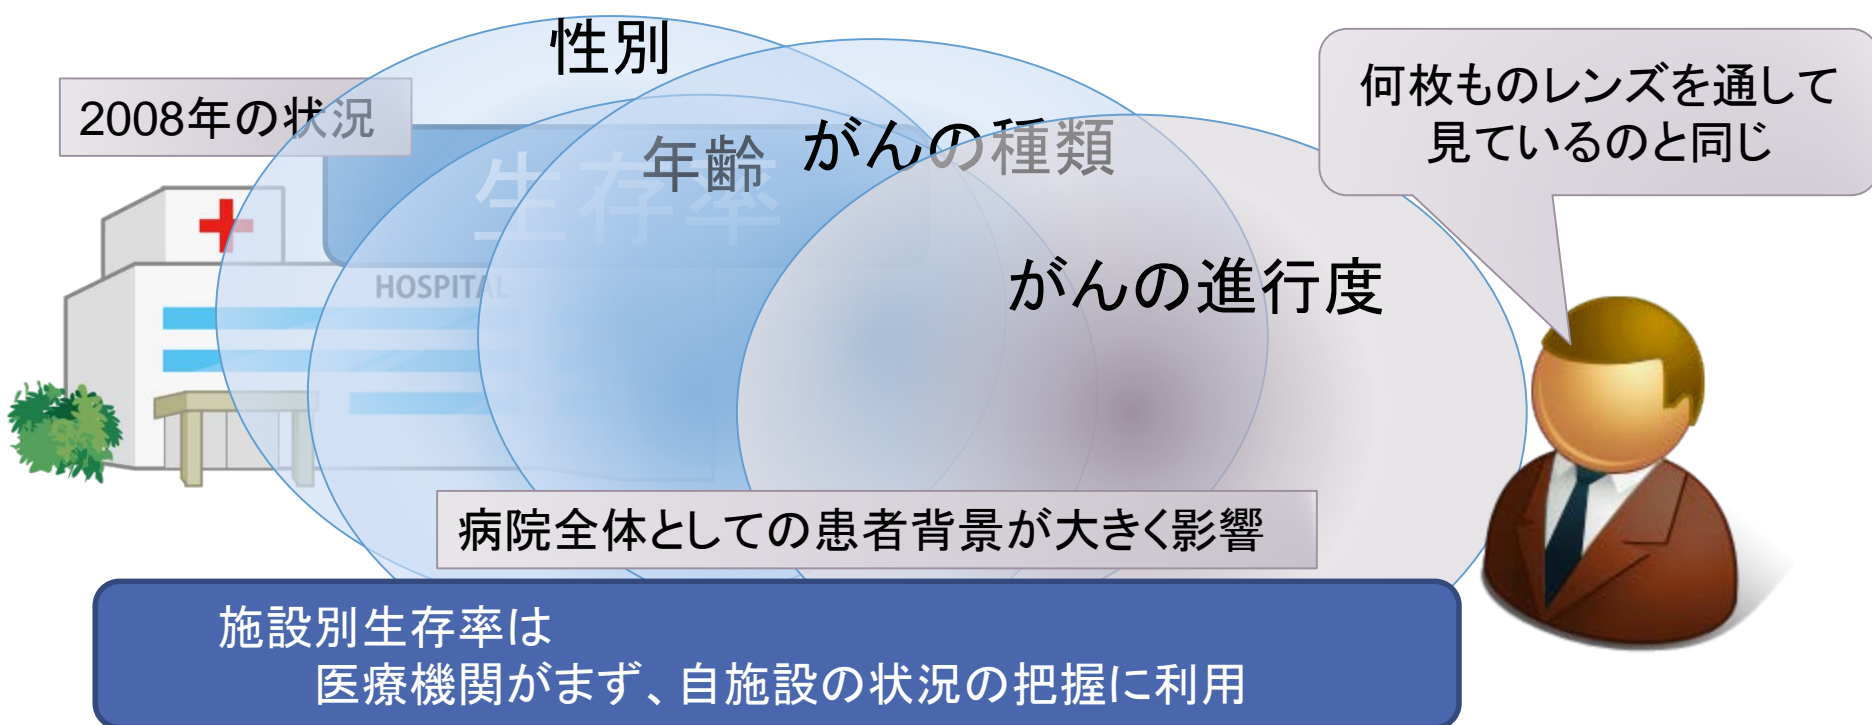 性別
2008年の状況
年齢
がんの種類
生存率
何枚ものレンズを通して
見ているのと同じ
がんの進行度
HOSPITAL
病院全体としての患者背景が大きく影響
施設別生存率は
医療機関がまず、自施設の状況の把握に利用